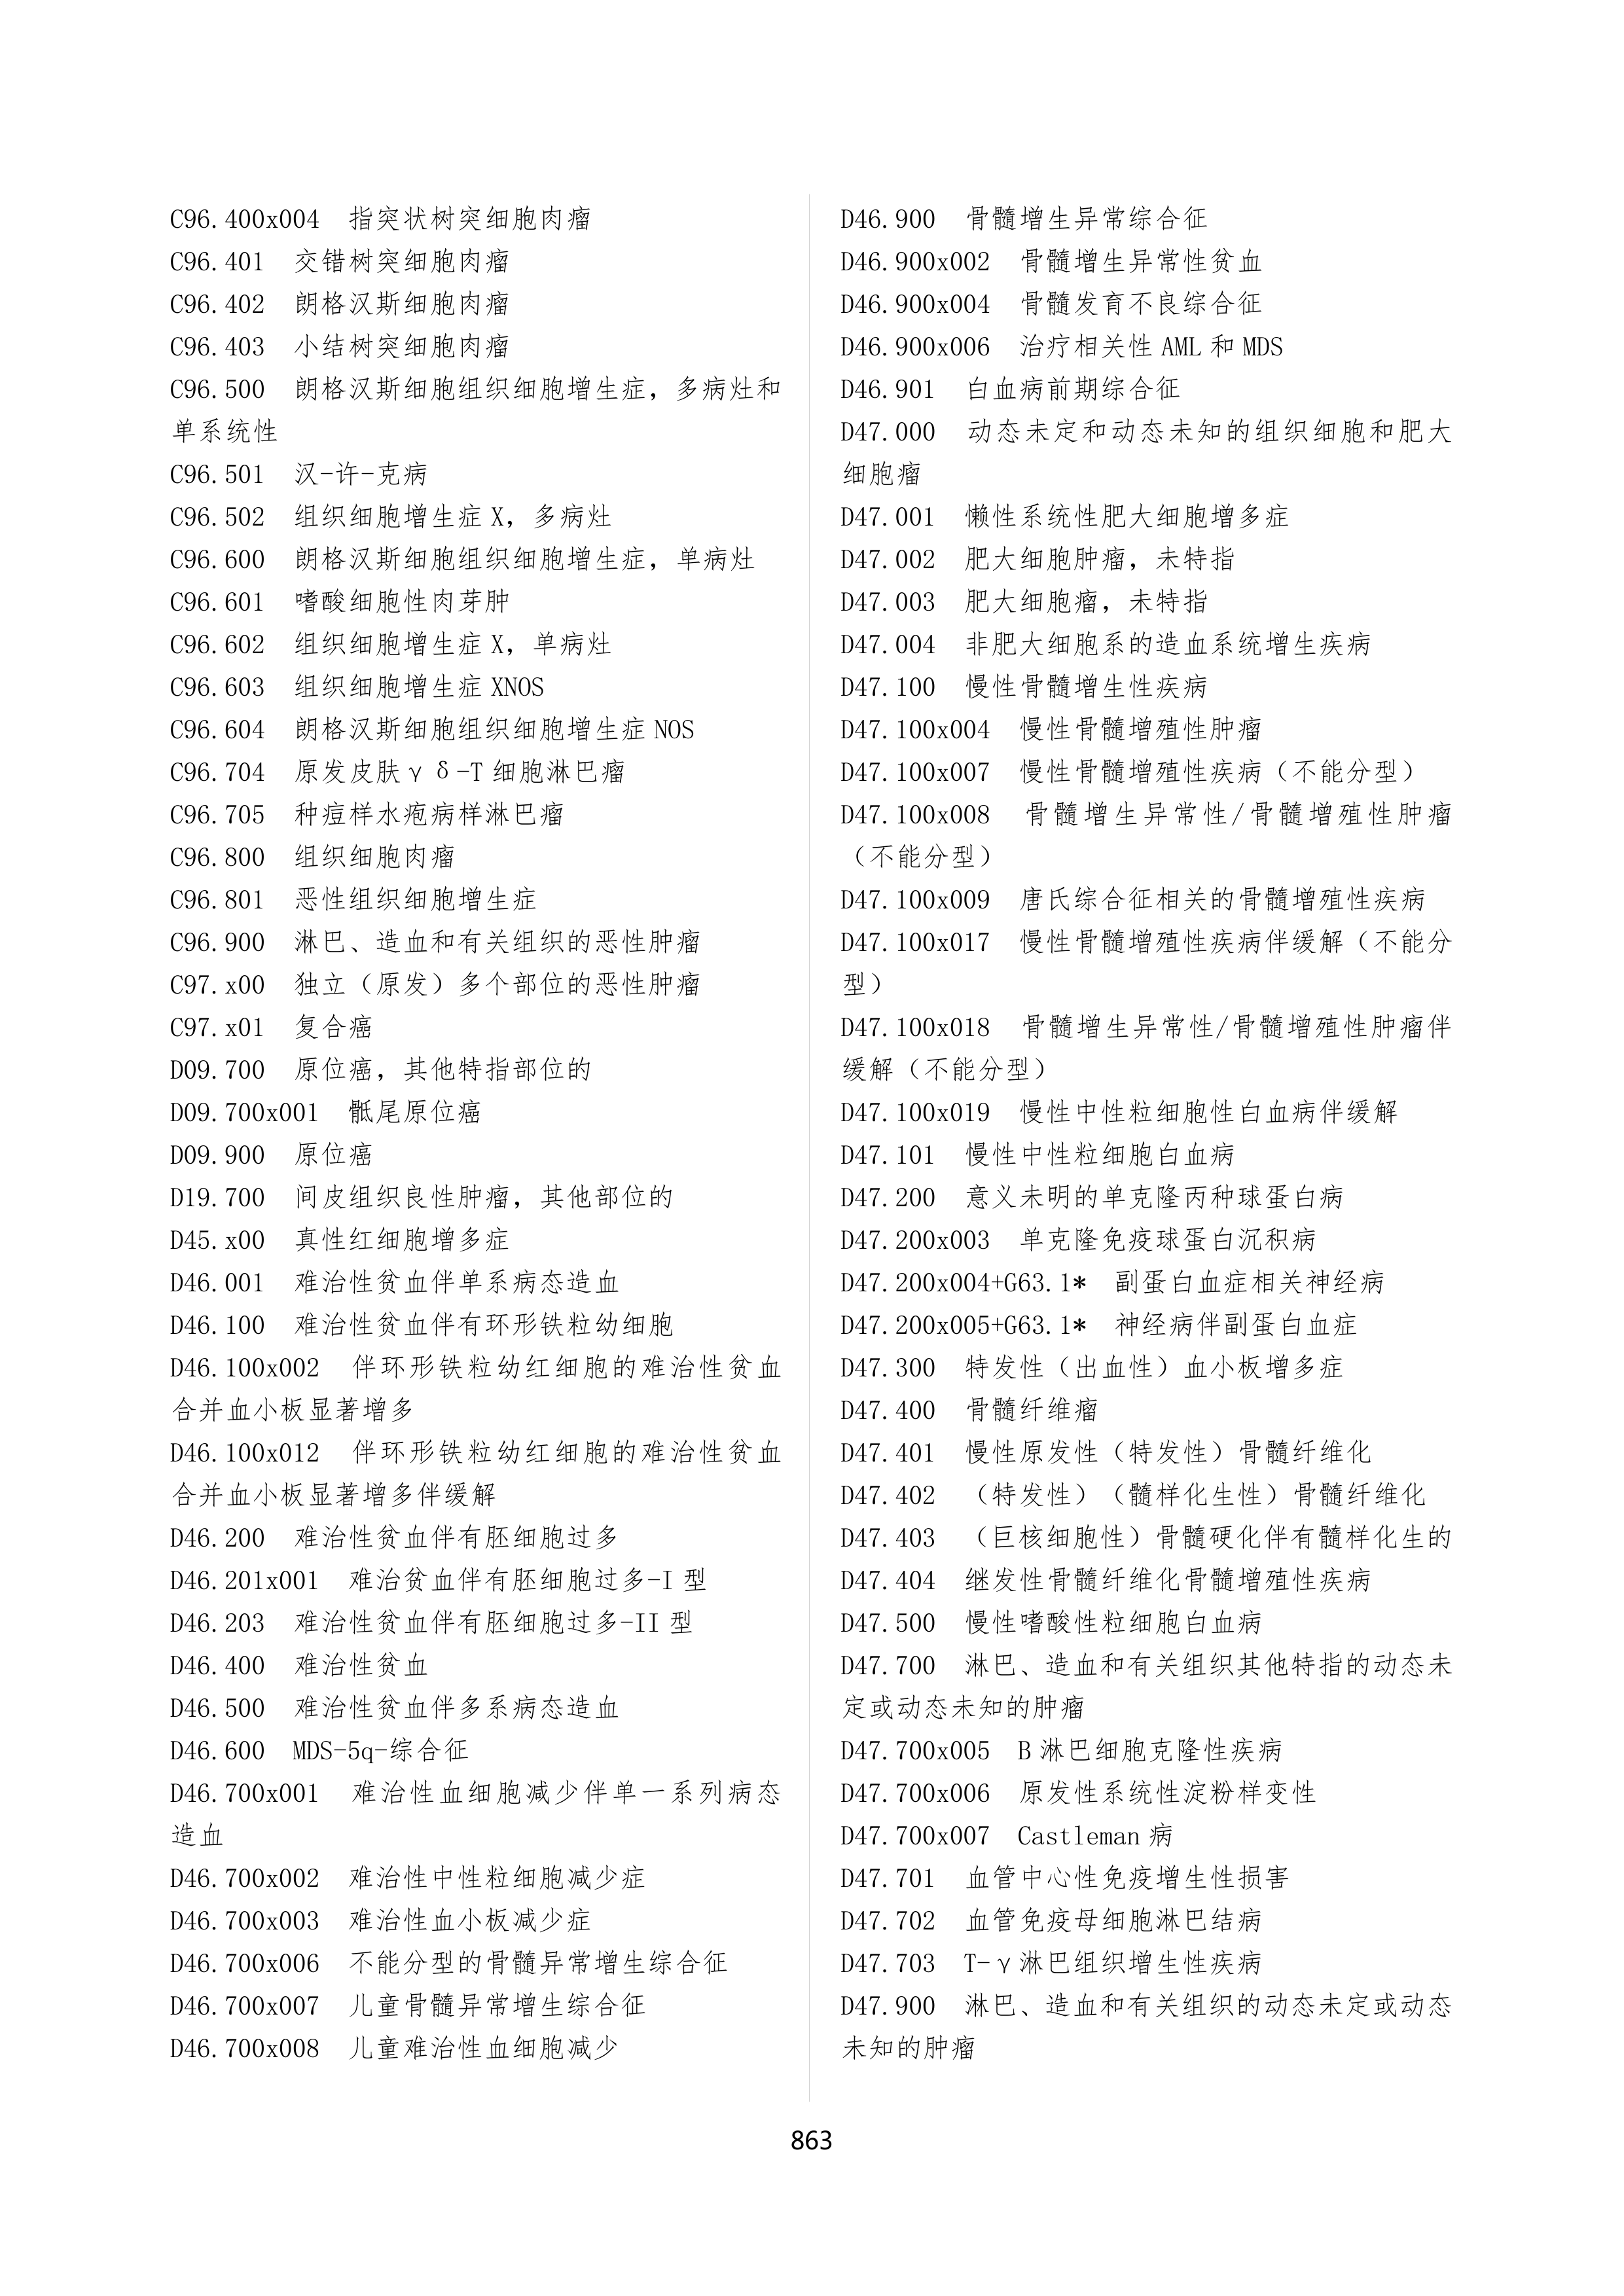 C96.400x004 指突状树突细胞肉瘤
C96.401 交错树突细胞肉瘤
C96.402 朗格汉斯细胞肉瘤
C96.403 小结树突细胞肉瘤
C96.500 朗格汉斯细胞组织细胞增生症，多病灶和
单系统性
C96.501 汉-许-克病
C96.502 组织细胞增生症 X，多病灶
C96.600 朗格汉斯细胞组织细胞增生症，单病灶
C96.601 嗜酸细胞性肉芽肿
C96.602 组织细胞增生症 X，单病灶
C96.603 组织细胞增生症 XNOS
C96.604 朗格汉斯细胞组织细胞增生症 NOS
C96.704 原发皮肤γδ-T 细胞淋巴瘤
C96.705 种痘样水疱病样淋巴瘤
C96.800 组织细胞肉瘤
C96.801 恶性组织细胞增生症
C96.900 淋巴、造血和有关组织的恶性肿瘤
C97.x00 独立（原发）多个部位的恶性肿瘤
C97.x01 复合癌
D09.700 原位癌，其他特指部位的
D09.700x001 骶尾原位癌
D09.900 原位癌
D19.700 间皮组织良性肿瘤，其他部位的
D45.x00 真性红细胞增多症
D46.001 难治性贫血伴单系病态造血
D46.100 难治性贫血伴有环形铁粒幼细胞
D46.100x002 伴环形铁粒幼红细胞的难治性贫血
合并血小板显著增多
D46.100x012 伴环形铁粒幼红细胞的难治性贫血
合并血小板显著增多伴缓解
D46.200 难治性贫血伴有胚细胞过多
D46.201x001 难治贫血伴有胚细胞过多-I 型
D46.203 难治性贫血伴有胚细胞过多-II 型
D46.400 难治性贫血
D46.500 难治性贫血伴多系病态造血
D46.600 MDS-5q-综合征
D46.700x001 难治性血细胞减少伴单一系列病态
造血
D46.700x002 难治性中性粒细胞减少症
D46.700x003 难治性血小板减少症
D46.700x006 不能分型的骨髓异常增生综合征
D46.700x007 儿童骨髓异常增生综合征
D46.700x008 儿童难治性血细胞减少
D46.900 骨髓增生异常综合征
D46.900x002 骨髓增生异常性贫血
D46.900x004 骨髓发育不良综合征
D46.900x006 治疗相关性 AML 和 MDS
D46.901 白血病前期综合征
D47.000 动态未定和动态未知的组织细胞和肥大
细胞瘤
D47.001 懒性系统性肥大细胞增多症
D47.002 肥大细胞肿瘤，未特指
D47.003 肥大细胞瘤，未特指
D47.004 非肥大细胞系的造血系统增生疾病
D47.100 慢性骨髓增生性疾病
D47.100x004 慢性骨髓增殖性肿瘤
D47.100x007 慢性骨髓增殖性疾病（不能分型）
D47.100x008 骨髓增生异常性/骨髓增殖性肿瘤
（不能分型）
D47.100x009 唐氏综合征相关的骨髓增殖性疾病
D47.100x017 慢性骨髓增殖性疾病伴缓解（不能分
型）
D47.100x018 骨髓增生异常性/骨髓增殖性肿瘤伴
缓解（不能分型）
D47.100x019 慢性中性粒细胞性白血病伴缓解
D47.101 慢性中性粒细胞白血病
D47.200 意义未明的单克隆丙种球蛋白病
D47.200x003 单克隆免疫球蛋白沉积病
D47.200x004+G63.1* 副蛋白血症相关神经病
D47.200x005+G63.1* 神经病伴副蛋白血症
D47.300 特发性（出血性）血小板增多症
D47.400 骨髓纤维瘤
D47.401 慢性原发性（特发性）骨髓纤维化
D47.402 （特发性）（髓样化生性）骨髓纤维化
D47.403 （巨核细胞性）骨髓硬化伴有髓样化生的
D47.404 继发性骨髓纤维化骨髓增殖性疾病
D47.500 慢性嗜酸性粒细胞白血病
D47.700 淋巴、造血和有关组织其他特指的动态未
定或动态未知的肿瘤
D47.700x005 B 淋巴细胞克隆性疾病
D47.700x006 原发性系统性淀粉样变性
D47.700x007 Castleman 病
D47.701 血管中心性免疫增生性损害
D47.702 血管免疫母细胞淋巴结病
D47.703 T-γ淋巴组织增生性疾病
D47.900 淋巴、造血和有关组织的动态未定或动态
未知的肿瘤
863